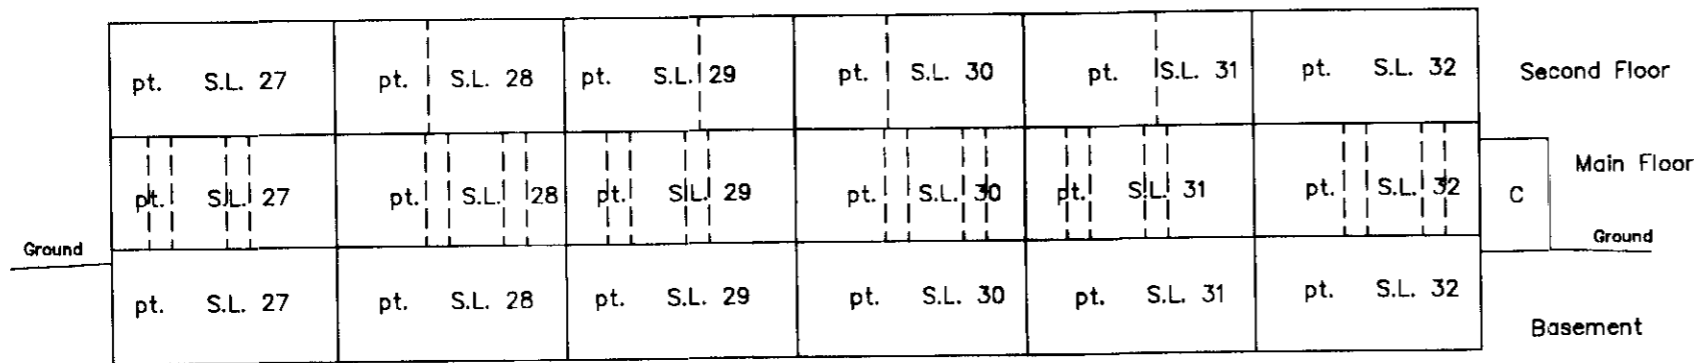 pt. S.L. 27 pt. S.L. 28 pt. S.L. 29 pt. S.L. 30 pt. S.L. 31 pt. S.L. 32 Second Floor
pt. S.L. 27 pt. S.L. 28 pt. S.L. 29 pt. S.L. 30 pt. S.L. 31 pt. S.L. 32 C Main Floor
Ground Ground
pt. S.L. 27 pt. S.L. 28 pt. S.L. 29 pt. S.L. 30 pt. S.L. 31 pt. S.L. 32 Basement